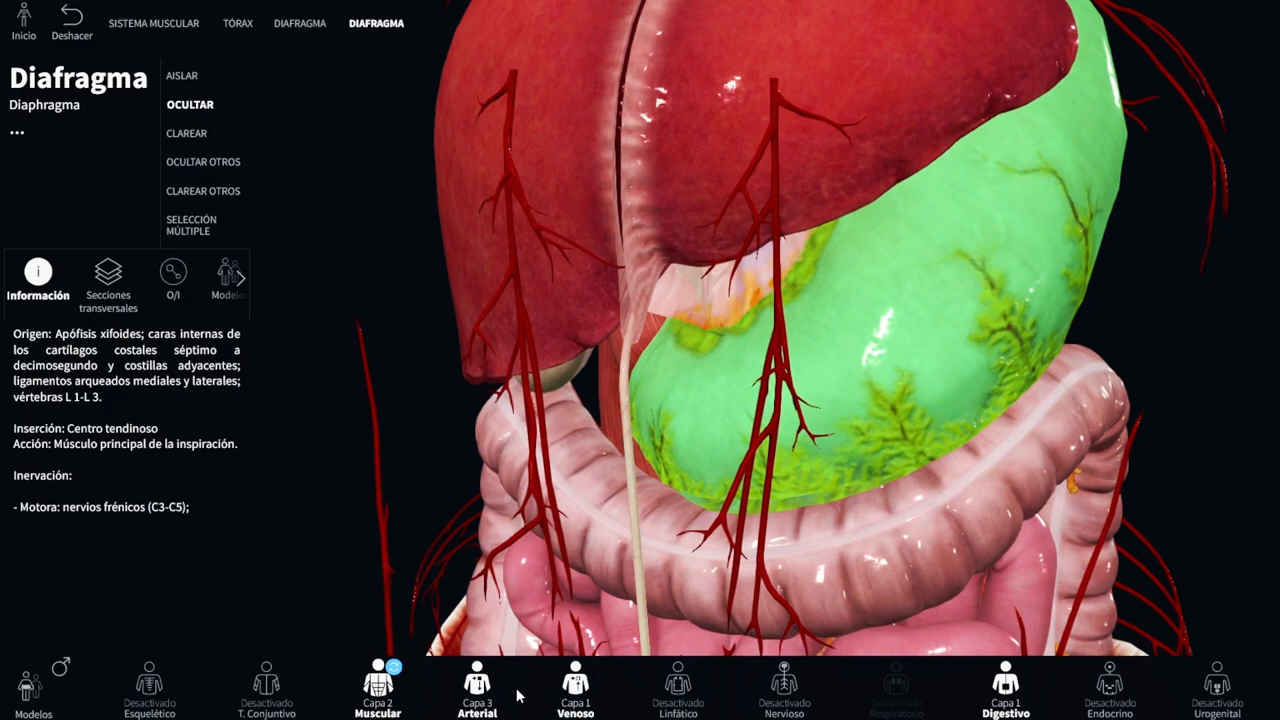 Inicio
Deshacer
SISTEMA MUSCULAR
TÓRAX
DIAFRAGMA
DIAFRAGMA
Diafragma
Diaphragma
...
AISLAR
OCULTAR
CLAREAR
OCULTAR OTROS
CLAREAR OTROS
SELECCIÓN
MÚLTIPLE
Información
Secciones
transversales
O/I
Modelo
Origen: Apófisis xifoides; caras internas de
los cartílagos costales séptimo a
decimosegundo y costillas adyacentes;
ligamentos arqueados mediales y laterales;
vértebras L 1-L 3.
Inserción: Centro tendinoso
Acción: Músculo principal de la inspiración.
Inervación:
- Motora: nervios frénicos (C3-C5);
Modelos
Desactivado
Esquelético
Desactivado
T. Conjuntivo
Capa 2
Muscular
Capa 3
Arterial
Capa 1
Venoso
Desactivado
Linfático
Desactivado
Nervioso
Desactivado
Respiratorio
Capa 1
Digestivo
Desactivado
Endocrino
Desactivado
Urogenital